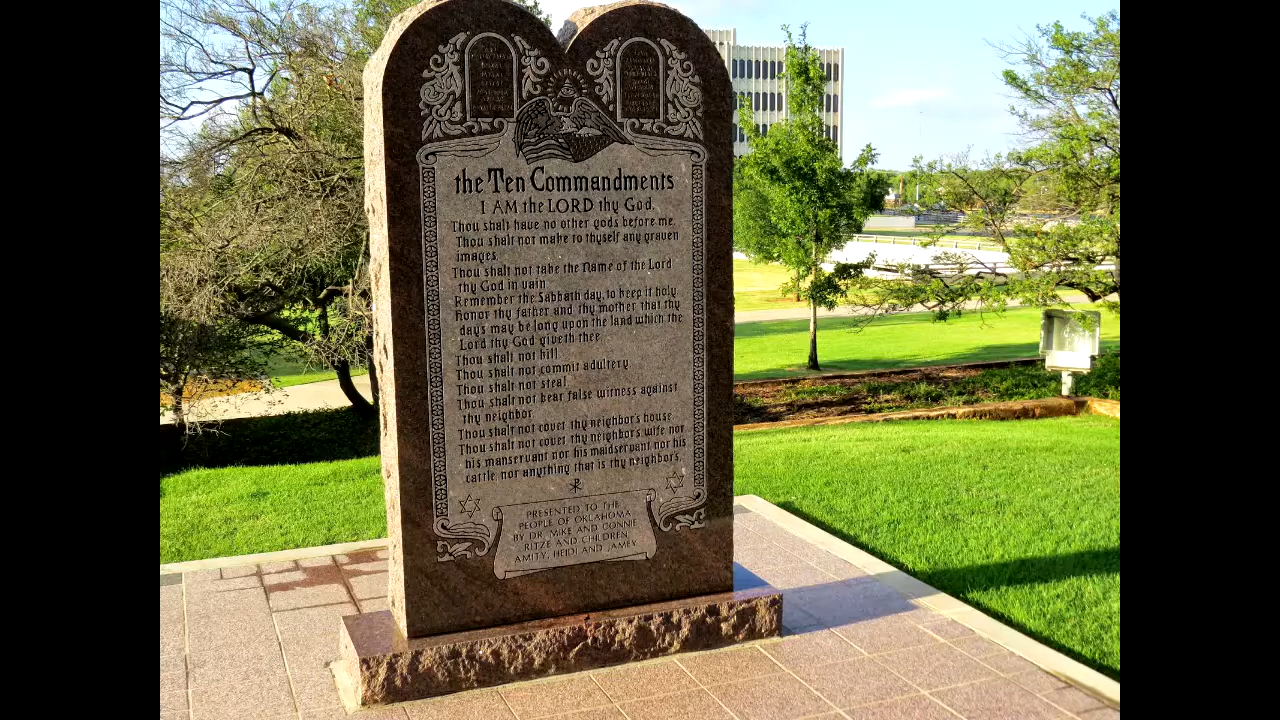 the Ten Commandments
I AM the LORD thy God.
Thou shalt have no other gods before me.
Thou shalt not make to thyself any graven
images.
Thou shalt not take the Name of the Lord
thy God in vain.
Remember the Sabbath day, to keep it holy.
Honor thy father and thy mother that thy
days may be long upon the land which the
Lord thy God giveth thee.
Thou shalt not kill.
Thou shalt not commit adultery.
Thou shalt not steal.
Thou shalt not bear false witness against
thy neighbor.
Thou shalt not covet thy neighbor's house.
Thou shalt not covet thy neighbor's wife nor
his manservant nor his maidservant nor his
cattle nor anything that is thy neighbor's.
PRESENTED TO THE
PEOPLE OF OKLAHOMA
BY DR. MIKE AND CONNIE
RITZE AND CHILDREN,
AMITY, HEIDI AND JAMEY.